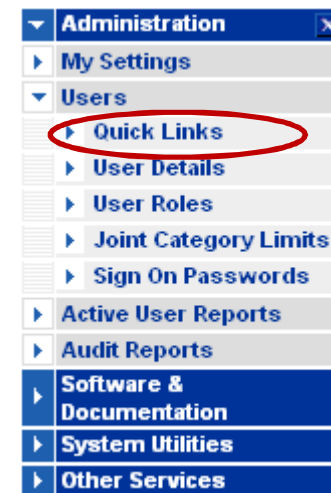 Administration
My Settings
Users
Quick Links
User Details
User Roles
Joint Category Limits
Sign On Passwords
Active User Reports
Audit Reports
Software &
Documentation
System Utilities
Other Services